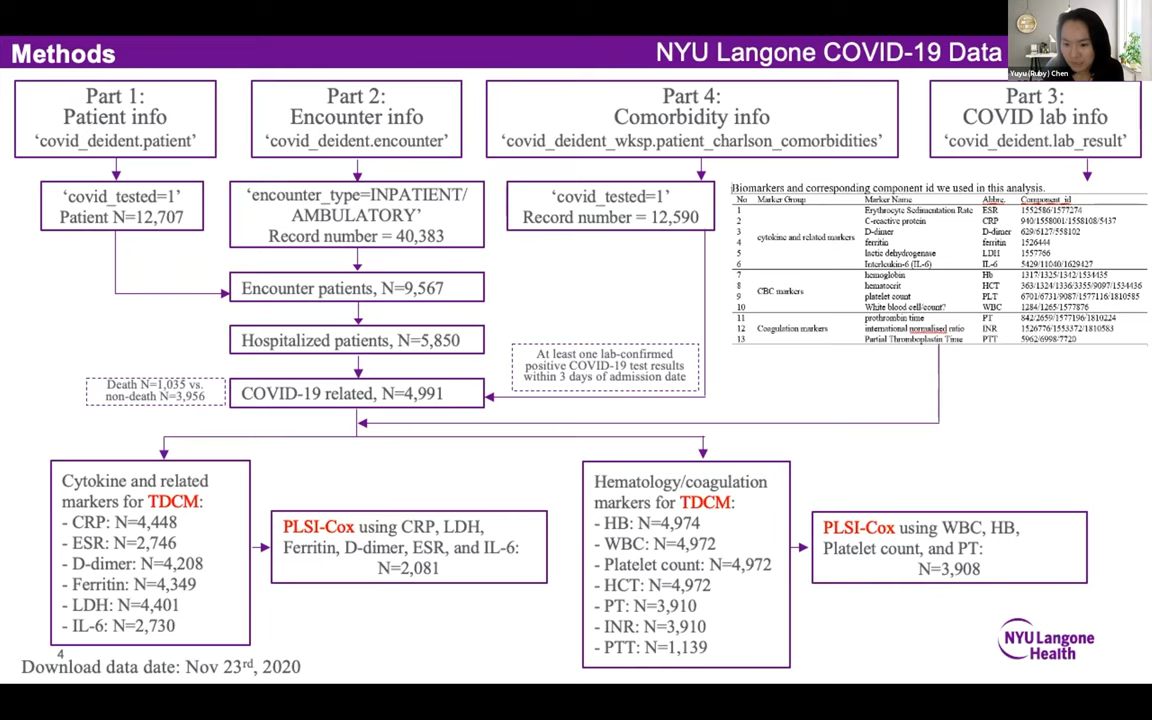 Yuyu (Ruby) Chen
Methods
NYU Langone COVID-19 Data
Part 1:
Patient info
‘covid_deident.patient’
Part 2:
Encounter info
‘covid_deident.encounter’
Part 4:
Comorbidity info
‘covid_deident_wksp.patient_charlson_comorbidities’
Part 3:
COVID lab info
‘covid_deident.lab_result’
‘covid_tested=1’
Patient N=12,707
‘encounter_type=INPATIENT/
AMBULATORY’
Record number = 40,383
‘covid_tested=1’
Record number = 12,590
Biomarkers and corresponding component id we used in this analysis.
No Marker Group Marker Name Abbre. Component_id
1 Erythrocyte Sedimentation Rate ESR 1552586/1577274
2 C-reactive protein CRP 940/1558001/1558108/5437
3 D-dimer D-dimer 629/6127/558102
cytokine and related markers
4 ferritin ferritin 1526444
5 lactic dehydrogenase LDH 1557766
6 Interleukin-6 (IL-6) IL-6 5429/11040/1629427
7 hemoglobin Hb 1317/1325/1342/1534435
8 hematocrit HCT 363/1324/1336/3355/9097/1534436
CBC markers
9 platelet count PLT 6701/6731/9087/1577116/1810585
10 White blood cell count? WBC 1284/1265/1577876
11 prothrombin time PT 842/2659/1577196/1810224
12 Coagulation markers international normalised ratio INR 1526776/1553372/1810583
13 Partial Thromboplastin Time PTT 5962/6998/7720
Encounter patients, N=9,567
Hospitalized patients, N=5,850
At least one lab-confirmed
positive COVID-19 test results
within 3 days of admission date
Death N=1,035 vs.
non-death N=3,956
COVID-19 related, N=4,991
Cytokine and related
markers for TDCM:
- CRP: N=4,448
- ESR: N=2,746
- D-dimer: N=4,208
- Ferritin: N=4,349
- LDH: N=4,401
- IL-6: N=2,730
PLSI-Cox using CRP, LDH,
Ferritin, D-dimer, ESR, and IL-6:
N=2,081
Hematology/coagulation
markers for TDCM:
- HB: N=4,974
- WBC: N=4,972
- Platelet count: N=4,972
- HCT: N=4,972
- PT: N=3,910
- INR: N=3,910
- PTT: N=1,139
PLSI-Cox using WBC, HB,
Platelet count, and PT:
N=3,908
NYU Langone
Health
4
Download data date: Nov 23rd, 2020